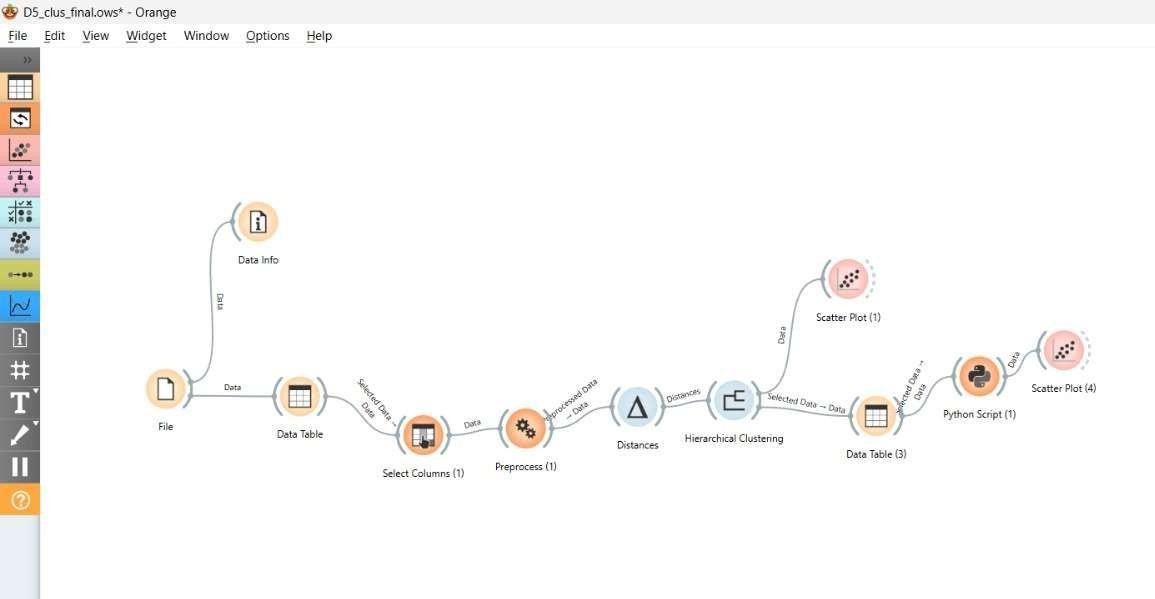 D5_clus_final.ows* - Orange
File Edit View Widget Window Options Help
Data Info
Data
Scatter Plot (1)
Data
File
Data
Data Table
Selected Data →
Data
Select Columns (1)
Data
Preprocess (1)
Preprocessed Data
→ Data
Distances
Distances
Hierarchical Clustering
Selected Data → Data
Data Table (3)
Selected Data →
Data
Python Script (1)
Data
Scatter Plot (4)